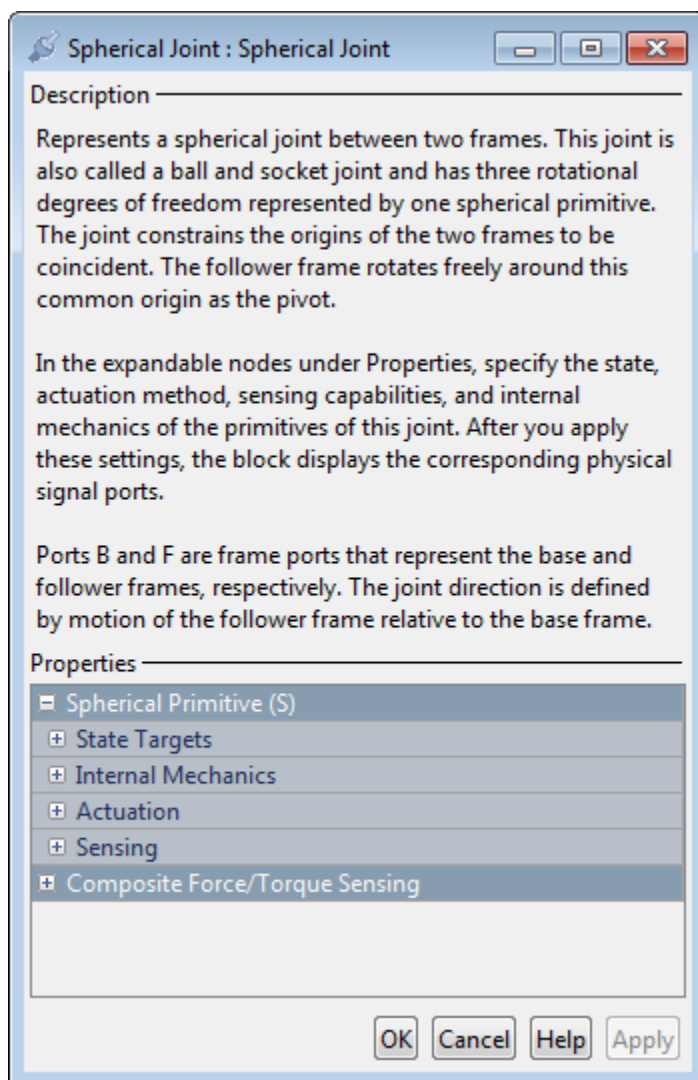 Spherical Joint : Spherical Joint
Description
Represents a spherical joint between two frames. This joint is
also called a ball and socket joint and has three rotational
degrees of freedom represented by one spherical primitive.
The joint constrains the origins of the two frames to be
coincident. The follower frame rotates freely around this
common origin as the pivot.
In the expandable nodes under Properties, specify the state,
actuation method, sensing capabilities, and internal
mechanics of the primitives of this joint. After you apply
these settings, the block displays the corresponding physical
signal ports.
Ports B and F are frame ports that represent the base and
follower frames, respectively. The joint direction is defined
by motion of the follower frame relative to the base frame.
Properties
Spherical Primitive (S)
State Targets
Internal Mechanics
Actuation
Sensing
Composite Force/Torque Sensing
OK Cancel Help Apply